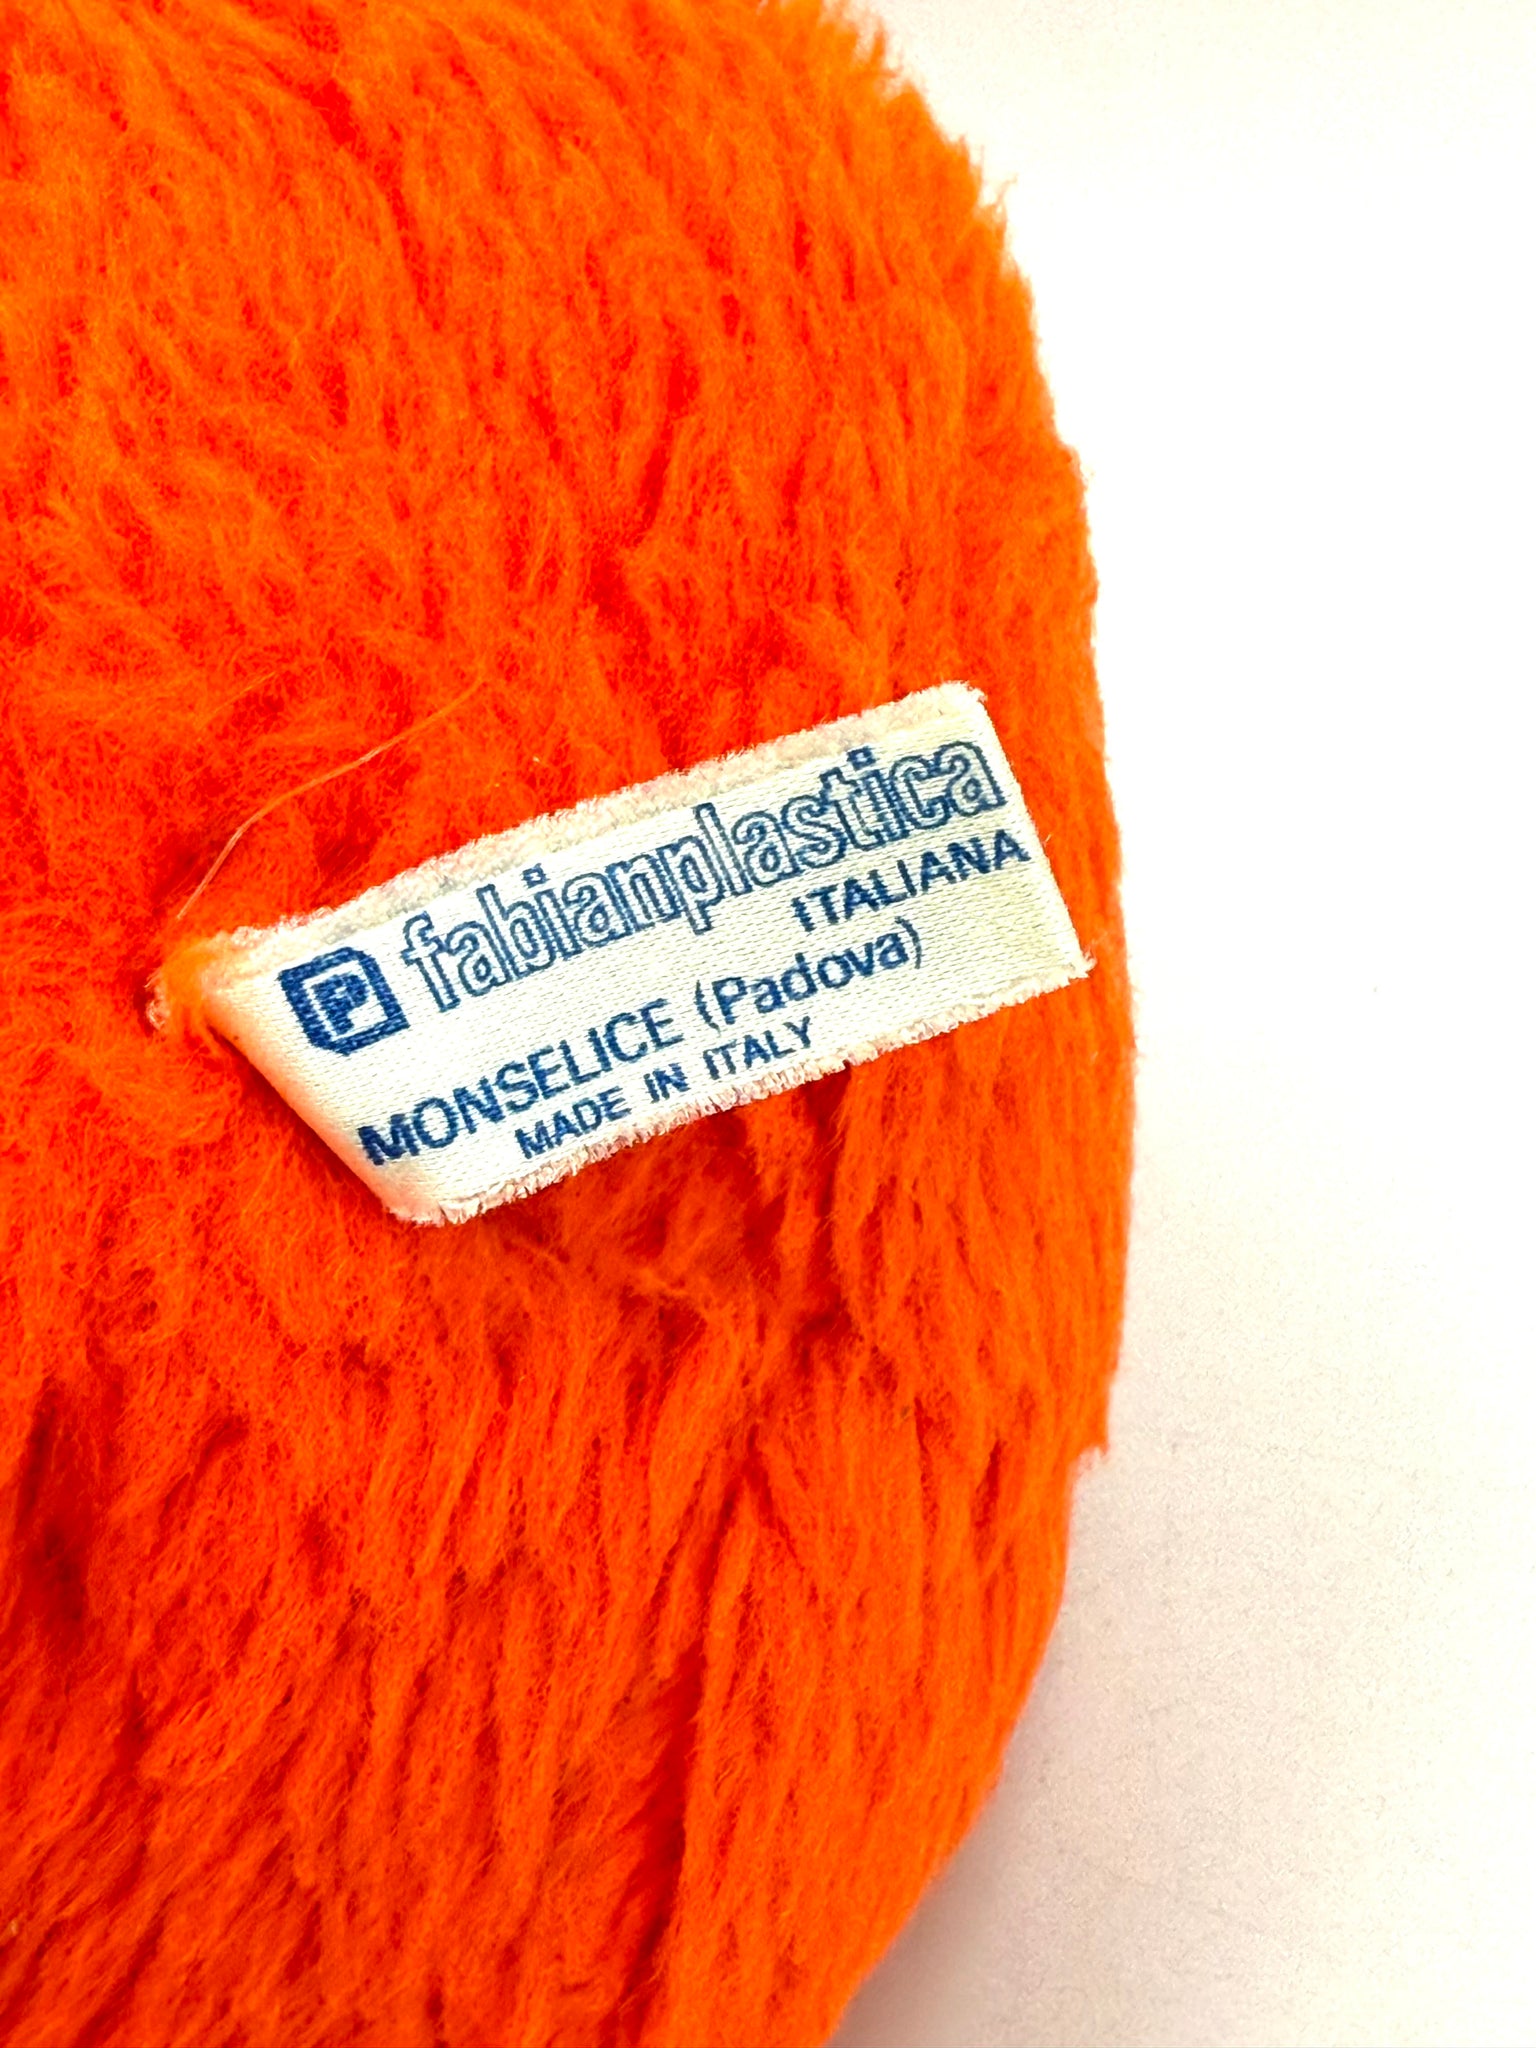 P fabianplastica
ITALIANA
MONSELICE (Padova)
MADE IN ITALY